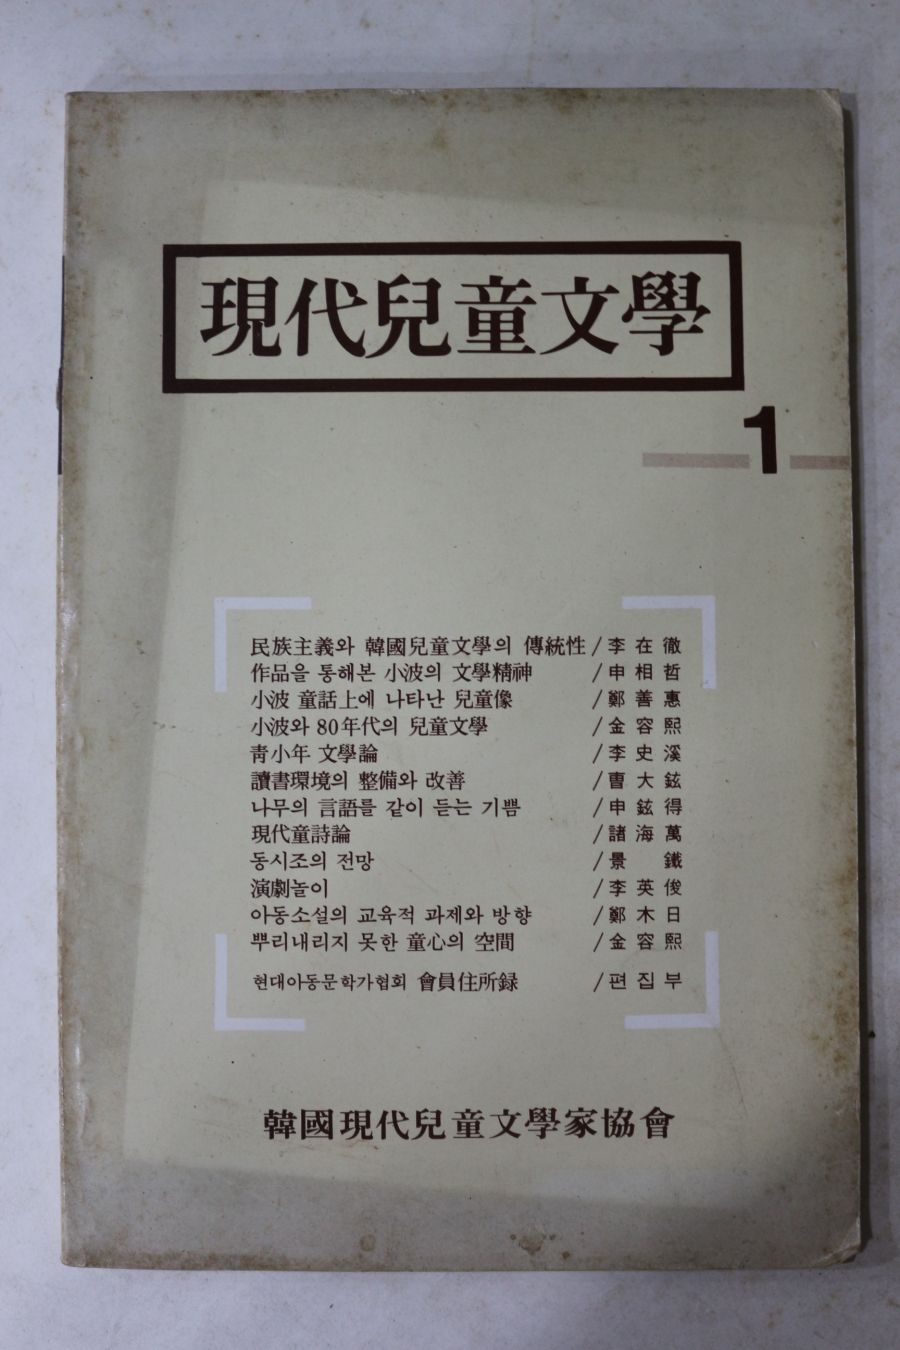 現代兒童文學
1
民族主義와 韓國兒童文學의 傳統性 / 李在徹
作品을 통해본 小波의 文學精神 / 申相哲
小波 童話上에 나타난 兒童像 / 鄭善惠
小波와 80年代의 兒童文學 / 金容熙
靑小年 文學論 / 李史溪
讀書環境의 整備와 改善 / 曺大鉉
나무의 言語를 같이 듣는 기쁨 / 申鉉得
現代童詩論 / 諸海萬
동시조의 전망 / 景鐵
演劇놀이 / 李英俊
아동소설의 교육적 과제와 방향 / 鄭木日
뿌리내리지 못한 童心의 空間 / 金容熙
현대아동문학가협회 會員住所録 / 편집부
韓國現代兒童文學家協會